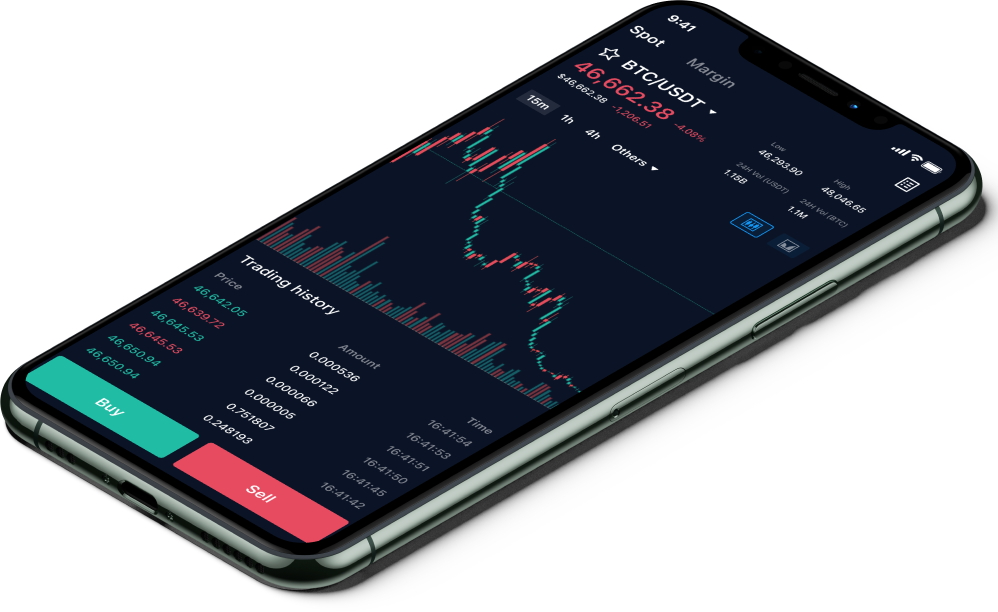 9:41
Spot Margin
BTC/USDT
46,662.38
$46,662.38 -1,206.51 -4.08%
Low
46,293.90
High
48,046.65
24H Vol (USDT)
1.15B
24H Vol (BTC)
1.1M
15m 1h 4h Others
Trading history
Price Amount Time
46,642.05 0.000536 16:41:54
46,639.72 0.000122 16:41:53
46,645.53 0.000066 16:41:51
46,645.53 0.000005 16:41:50
46,650.94 0.751807 16:41:45
46,650.94 0.248193 16:41:42
Buy Sell